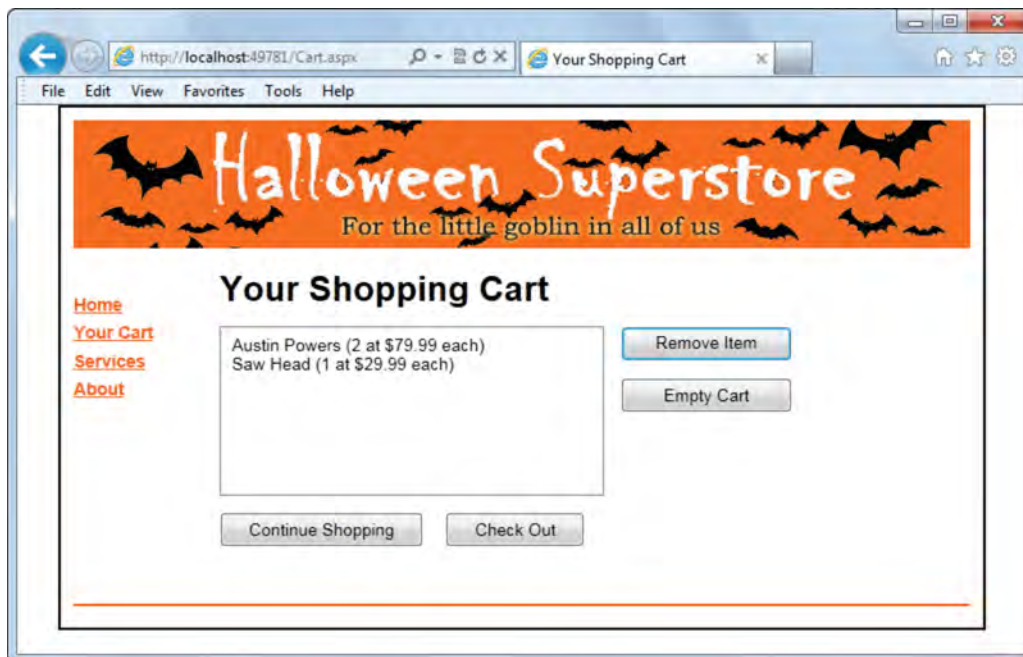 http://localhost:49781/Cart.aspx
Your Shopping Cart
File Edit View Favorites Tools Help
Halloween Superstore
For the little goblin in all of us
Your Shopping Cart
Home
Your Cart
Services
About
Austin Powers (2 at $79.99 each)
Saw Head (1 at $29.99 each)
Remove Item
Empty Cart
Continue Shopping
Check Out